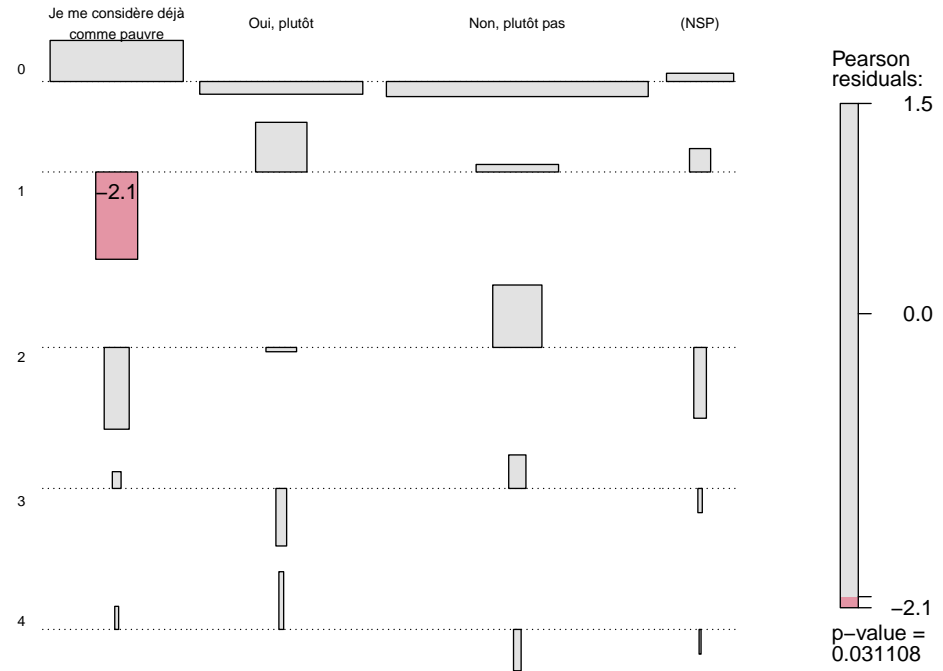 Je me considère déjà
comme pauvre
Oui, plutôt
Non, plutôt pas
(NSP)
0
1
2
3
4
−2.1
Pearson
residuals:
1.5
0.0
−2.1
p−value =
0.031108